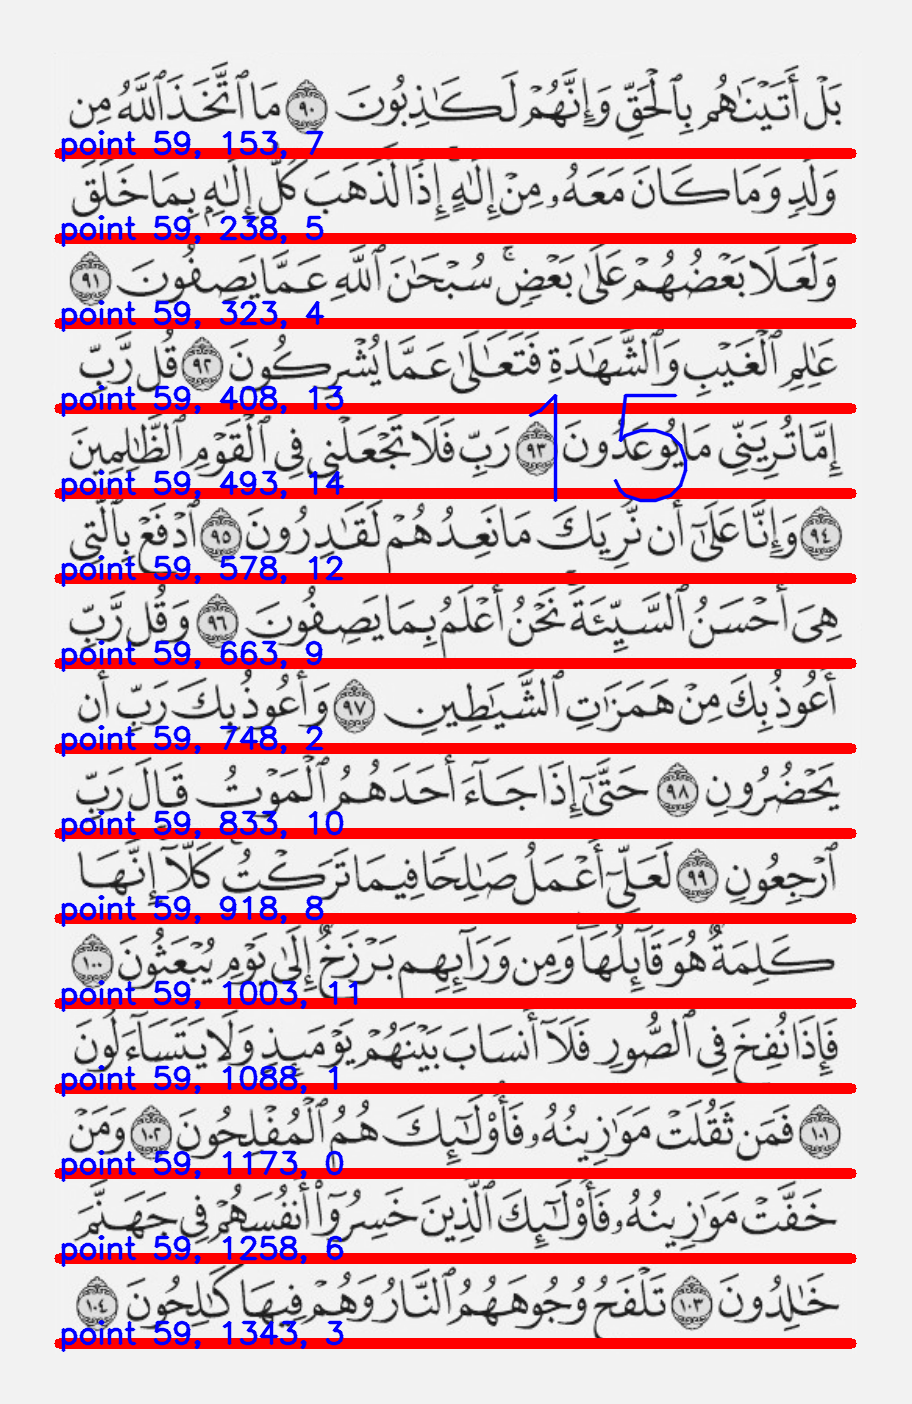 بَلْ أَتَيْنَٰهُم بِٱلْحَقِّ وَإِنَّهُمْ لَكَٰذِبُونَ ٩٠ مَا ٱتَّخَذَ ٱللَّهُ مِن
point 59, 153, 7
وَلَدٍ وَمَا كَانَ مَعَهُۥ مِنْ إِلَٰهٍ إِذًا لَّذَهَبَ كُلُّ إِلَٰهٍۭ بِمَا خَلَقَ
point 59, 238, 5
وَلَعَلَا بَعْضُهُمْ عَلَىٰ بَعْضٍ ۚ سُبْحَٰنَ ٱللَّهِ عَمَّا يَصِفُونَ ٩١
point 59, 323, 4
عَٰلِمِ ٱلْغَيْبِ وَٱلشَّهَٰدَةِ فَتَعَٰلَىٰ عَمَّا يُشْرِكُونَ ٩٢ قُل رَّبِّ
point 59, 408, 13
إِمَّا تُرِيَنِّى مَا يُوعَدُونَ 15 ٩٣ رَبِّ فَلَا تَجْعَلْنِى فِى ٱلْقَوْمِ ٱلظَّٰلِمِينَ
point 59, 493, 14
٩٤ وَإِنَّا عَلَىٰٓ أَن نُّرِيَكَ مَا نَعِدُهُمْ لَقَٰدِرُونَ ٩٥ ٱدْفَعْ بِٱلَّتِى
point 59, 578, 12
هِىَ أَحْسَنُ ٱلسَّيِّئَةَ ۚ نَحْنُ أَعْلَمُ بِمَا يَصِفُونَ ٩٦ وَقُل رَّبِّ
point 59, 663, 9
أَعُوذُ بِكَ مِنْ هَمَزَٰتِ ٱلشَّيَٰطِينِ ٩٧ وَأَعُوذُ بِكَ رَبِّ أَن
point 59, 748, 2
يَحْضُرُونِ ٩٨ حَتَّىٰٓ إِذَا جَآءَ أَحَدَهُمُ ٱلْمَوْتُ قَالَ رَبِّ
point 59, 833, 10
ٱرْجِعُونِ ٩٩ لَعَلِّىٓ أَعْمَلُ صَٰلِحًا فِيمَا تَرَكْتُ ۚ كَلَّآ ۚ إِنَّهَا
point 59, 918, 8
كَلِمَةٌ هُوَ قَآئِلُهَا ۖ وَمِن وَرَآئِهِم بَرْزَخٌ إِلَىٰ يَوْمِ يُبْعَثُونَ ١٠٠
point 59, 1003, 11
فَإِذَا نُفِخَ فِى ٱلصُّورِ فَلَآ أَنسَابَ بَيْنَهُمْ يَوْمَئِذٍ وَلَا يَتَسَآءَلُونَ
point 59, 1088, 1
١٠١ فَمَن ثَقُلَتْ مَوَٰزِينُهُۥ فَأُو۟لَٰٓئِكَ هُمُ ٱلْمُفْلِحُونَ ١٠٢ وَمَنْ
point 59, 1173, 0
خَفَّتْ مَوَٰزِينُهُۥ فَأُو۟لَٰٓئِكَ ٱلَّذِينَ خَسِرُوٓا۟ أَنفُسَهُمْ فِى جَهَنَّمَ
point 59, 1258, 6
خَٰلِدُونَ ١٠٣ تَلْفَحُ وُجُوهَهُمُ ٱلنَّارُ وَهُمْ فِيهَا كَٰلِحُونَ ١٠٤
point 59, 1343, 3